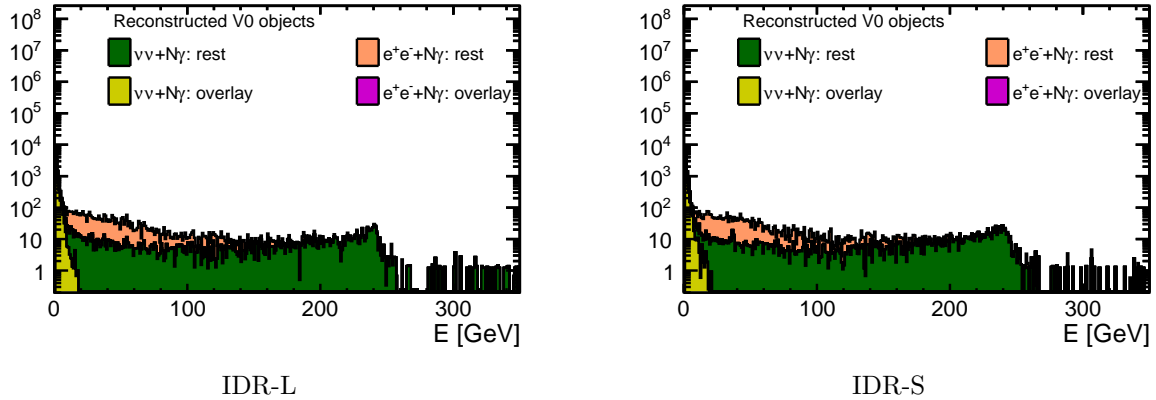 Reconstructed V0 objects
νν+Nγ: rest
e⁺e⁻+Nγ: rest
νν+Nγ: overlay
e⁺e⁻+Nγ: overlay
10⁸
10⁷
10⁶
10⁵
10⁴
10³
10²
10
1
0 100 200 300
E [GeV]
IDR-L
Reconstructed V0 objects
νν+Nγ: rest
e⁺e⁻+Nγ: rest
νν+Nγ: overlay
e⁺e⁻+Nγ: overlay
10⁸
10⁷
10⁶
10⁵
10⁴
10³
10²
10
1
0 100 200 300
E [GeV]
IDR-S